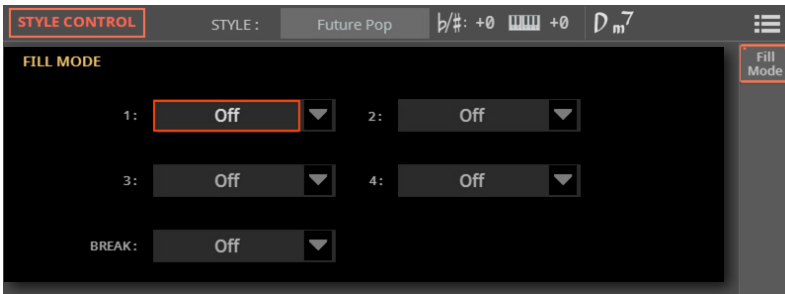 STYLE CONTROL STYLE : Future Pop ♭/♯: +0 +0 Dm7
FILL MODE
Fill
Mode
1: Off 2: Off
3: Off 4: Off
BREAK: Off